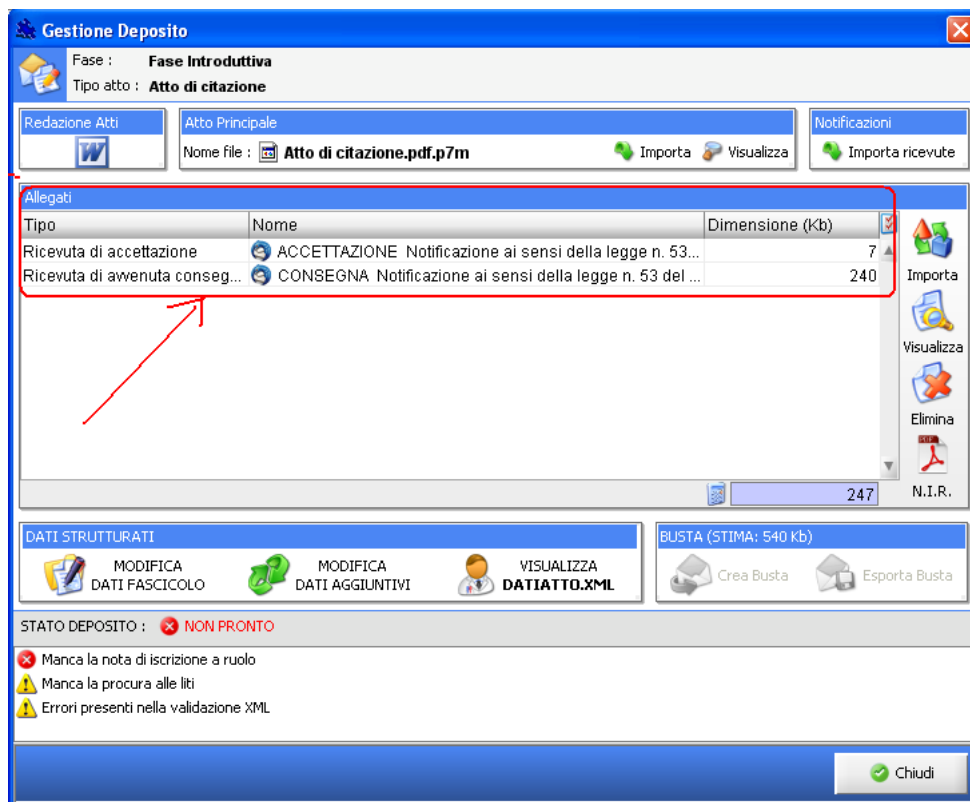 Gestione Deposito
Fase : Fase Introduttiva
Tipo atto : Atto di citazione
Redazione Atti
Atto Principale
Notificazioni
Nome file : Atto di citazione.pdf.p7m Importa Visualizza
Importa ricevute
Allegati
Tipo Nome Dimensione (Kb)
Ricevuta di accettazione ACCETTAZIONE Notificazione ai sensi della legge n. 53... 7
Ricevuta di avvenuta conseg... CONSEGNA Notificazione ai sensi della legge n. 53 del ... 240
Importa
Visualizza
Elimina
N.I.R.
247
DATI STRUTTURATI
MODIFICA
DATI FASCICOLO
MODIFICA
DATI AGGIUNTIVI
VISUALIZZA
DATIATTO.XML
BUSTA (STIMA: 540 Kb)
Crea Busta
Esporta Busta
STATO DEPOSITO : NON PRONTO
Manca la nota di iscrizione a ruolo
Manca la procura alle liti
Errori presenti nella validazione XML
Chiudi